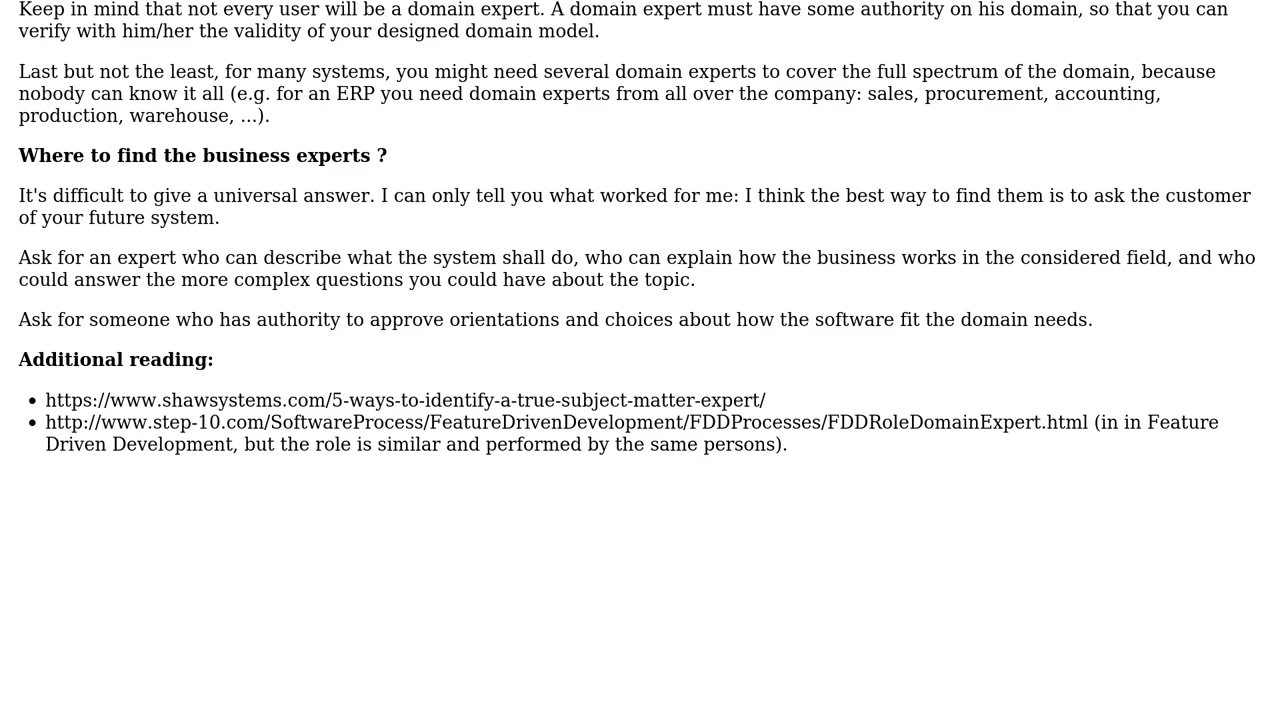 Keep in mind that not every user will be a domain expert. A domain expert must have some authority on his domain, so that you can
verify with him/her the validity of your designed domain model.
Last but not the least, for many systems, you might need several domain experts to cover the full spectrum of the domain, because
nobody can know it all (e.g. for an ERP you need domain experts from all over the company: sales, procurement, accounting,
production, warehouse, ...).
Where to find the business experts ?
It's difficult to give a universal answer. I can only tell you what worked for me: I think the best way to find them is to ask the customer
of your future system.
Ask for an expert who can describe what the system shall do, who can explain how the business works in the considered field, and who
could answer the more complex questions you could have about the topic.
Ask for someone who has authority to approve orientations and choices about how the software fit the domain needs.
Additional reading:
• https://www.shawsystems.com/5-ways-to-identify-a-true-subject-matter-expert/
• http://www.step-10.com/SoftwareProcess/FeatureDrivenDevelopment/FDDProcesses/FDDRoleDomainExpert.html (in in Feature
Driven Development, but the role is similar and performed by the same persons).